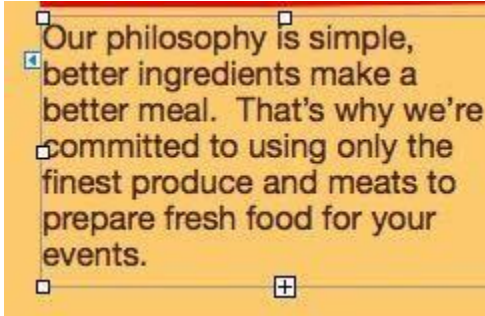 Our philosophy is simple,
better ingredients make a
better meal.  That's why we're
committed to using only the
finest produce and meats to
prepare fresh food for your
events.